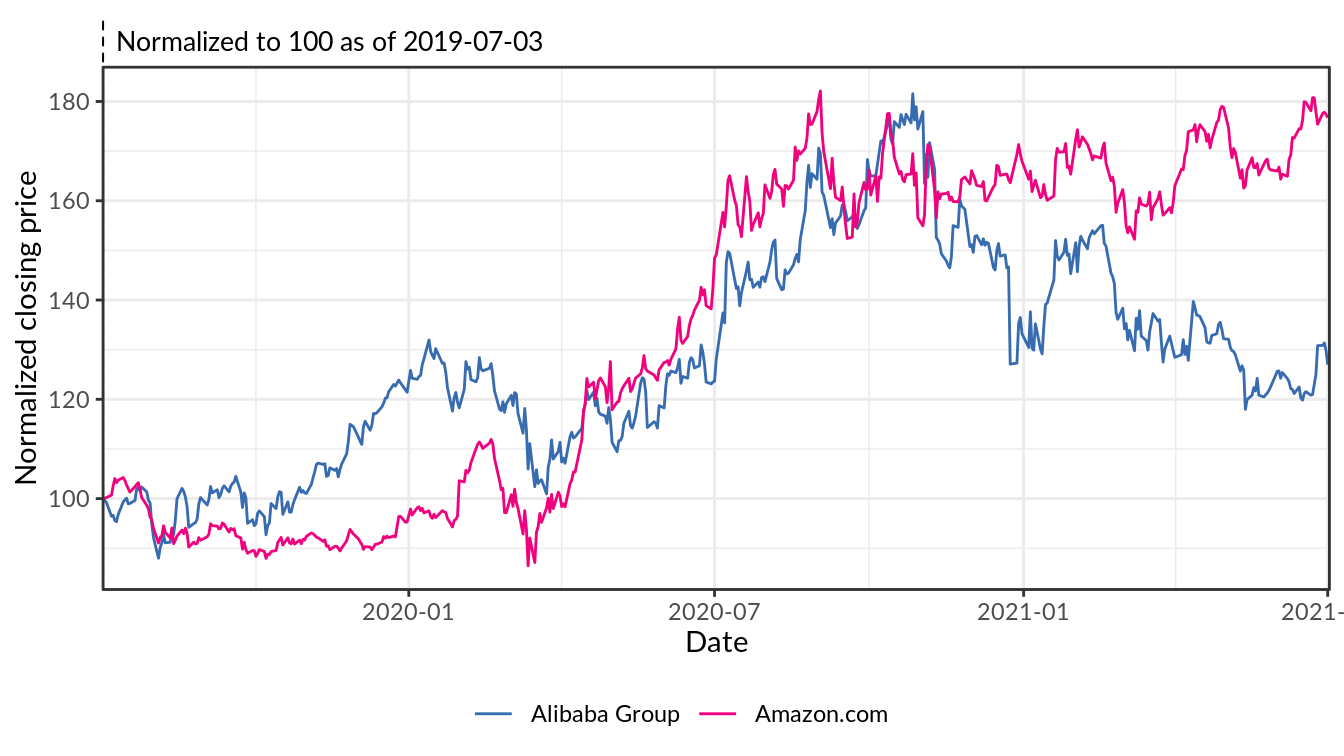 Normalized to 100 as of 2019-07-03
Normalized closing price
180
160
140
120
100
2020-01
2020-07
2021-01
2021-
Date
Alibaba Group
Amazon.com